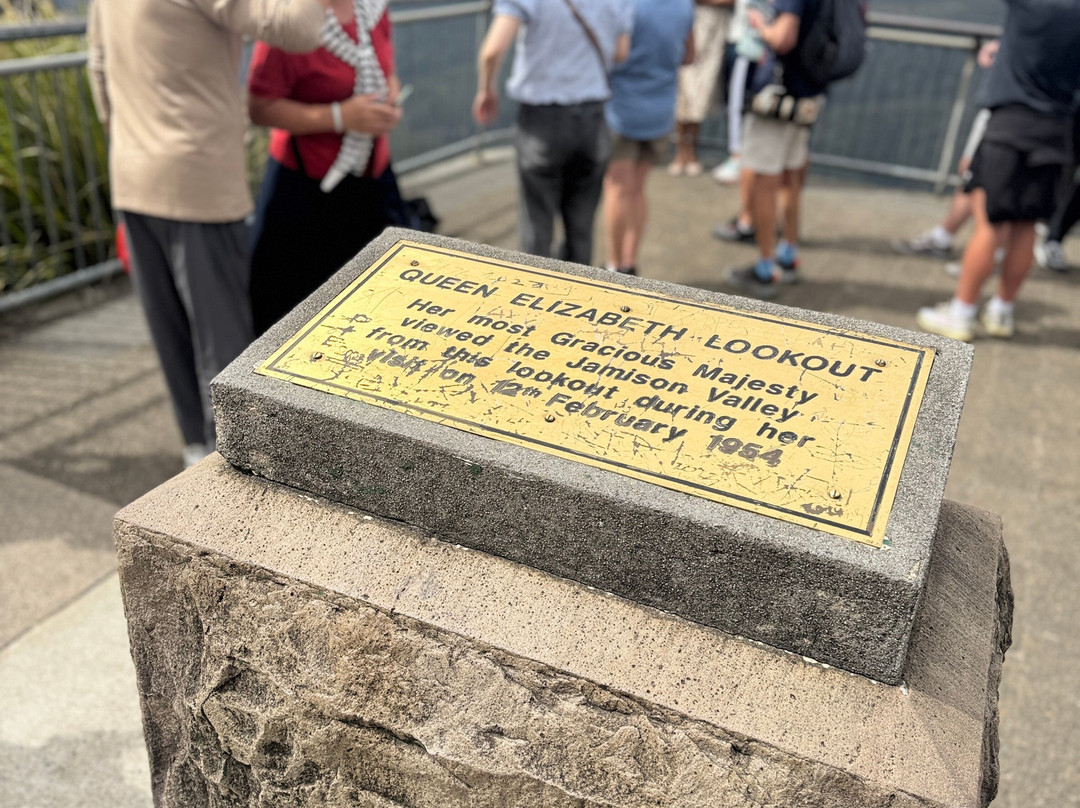 QUEEN ELIZABETH LOOKOUT
Her most Gracious Majesty
viewed the Jamison Valley
from this lookout during her
visit on 12th February 1954